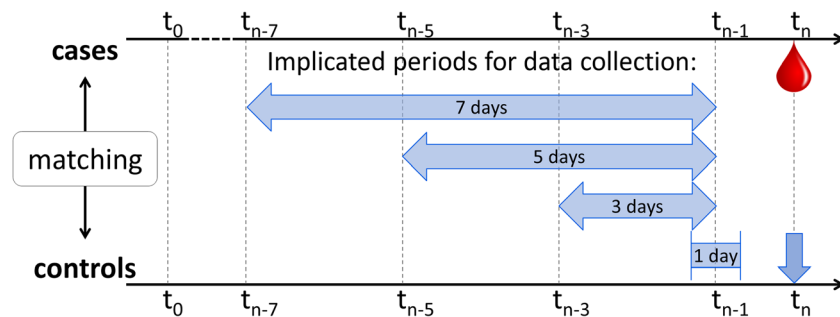 t0 tn-7 tn-5 tn-3 tn-1 tn
cases
Implicated periods for data collection:
7 days
matching
5 days
3 days
1 day
controls
t0 tn-7 tn-5 tn-3 tn-1 tn